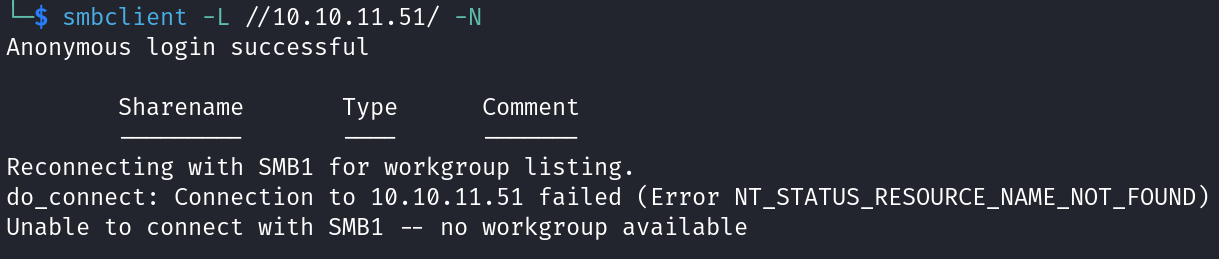 └─$ smbclient -L //10.10.11.51/ -N
Anonymous login successful
Sharename Type Comment
--------- ---- -------
Reconnecting with SMB1 for workgroup listing.
do_connect: Connection to 10.10.11.51 failed (Error NT_STATUS_RESOURCE_NAME_NOT_FOUND)
Unable to connect with SMB1 -- no workgroup available